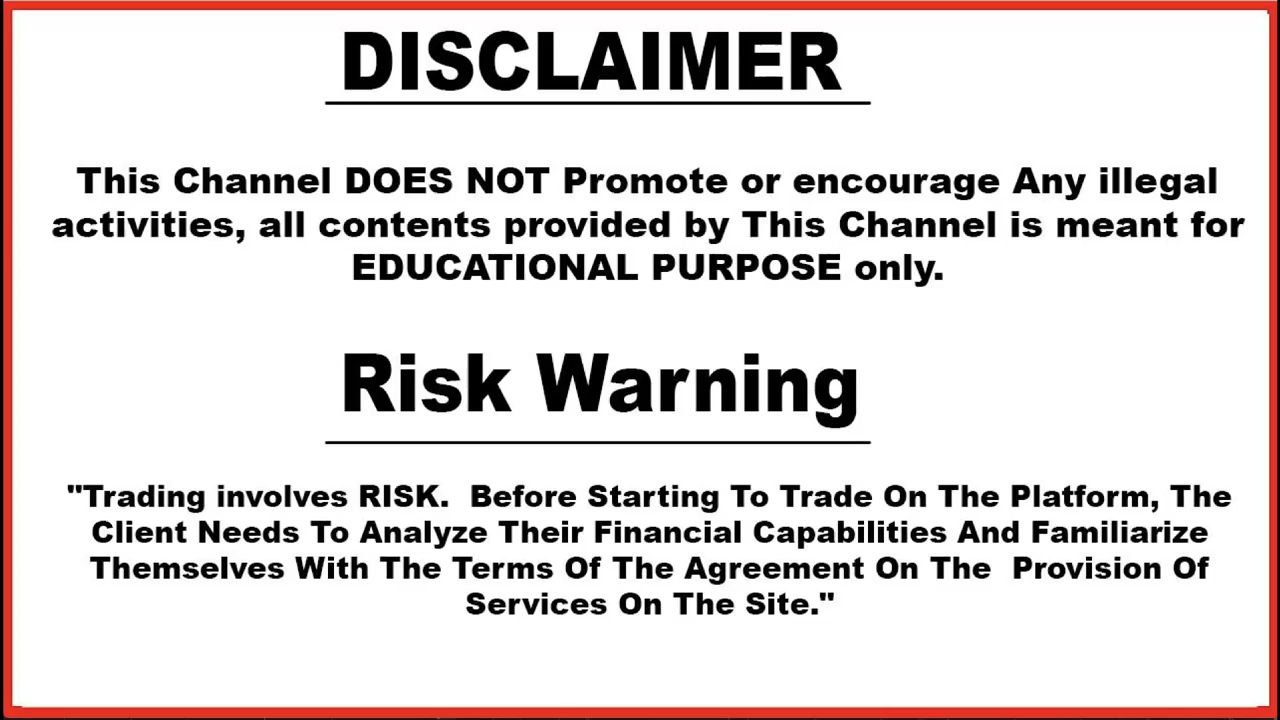 DISCLAIMER
This Channel DOES NOT Promote or encourage Any illegal
activities, all contents provided by This Channel is meant for
EDUCATIONAL PURPOSE only.
Risk Warning
"Trading involves RISK.  Before Starting To Trade On The Platform, The
Client Needs To Analyze Their Financial Capabilities And Familiarize
Themselves With The Terms Of The Agreement On The  Provision Of
Services On The Site."